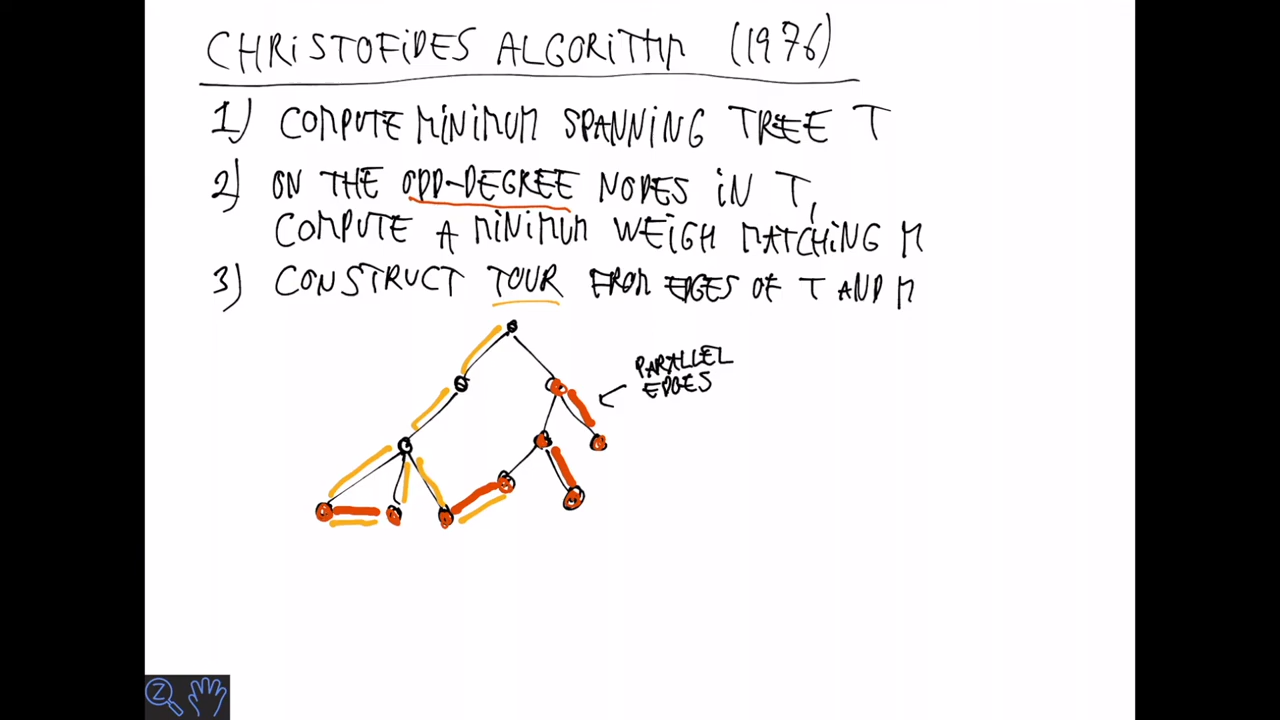 CHRISTOFIDES ALGORITHM (1976)
1) COMPUTE MINIMUM SPANNING TREE T
2) ON THE ODD-DEGREE NODES IN T,
COMPUTE A MINIMUM WEIGH MATCHING M
3) CONSTRUCT TOUR FROM EDGES OF T AND M
PARALLEL
EDGES
Z